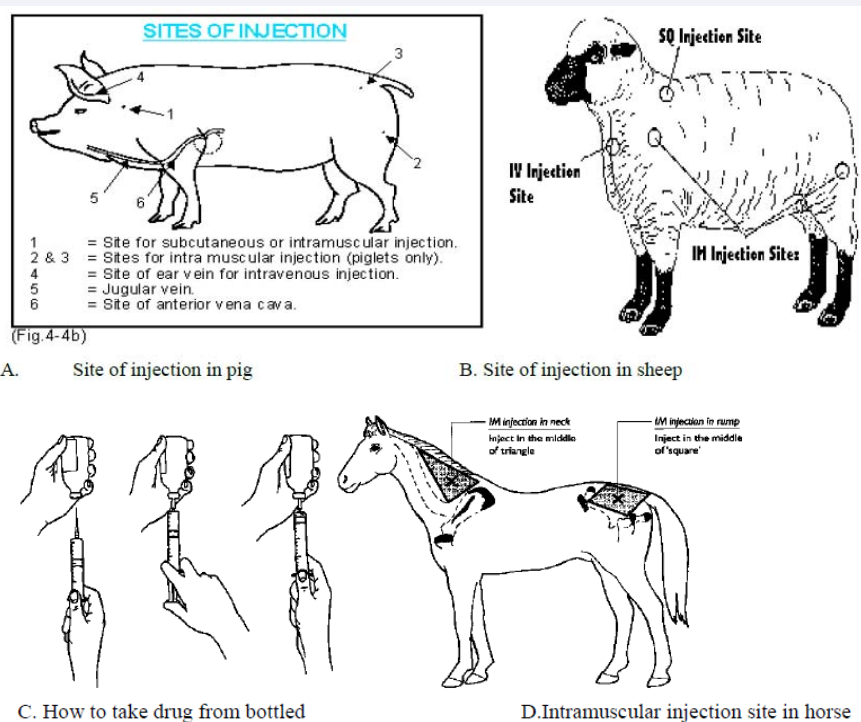 SITES OF INJECTION
3
4
1
2
5
6
1 = Site for subcutaneous or intramuscular injection.
2 & 3 = Sites for intra muscular injection (piglets only).
4 = Site of ear vein for intravenous injection.
5 = Jugular vein.
6 = Site of anterior vena cava.
(Fig.4-4b)
SQ Injection Site
IV Injection
Site
IM Injection Sites
A. Site of injection in pig
B. Site of injection in sheep
IM injection in neck
Inject in the middle
of triangle
IM injection in rump
Inject in the middle
of 'square'
X
X
C. How to take drug from bottled
D.Intramuscular injection site in horse